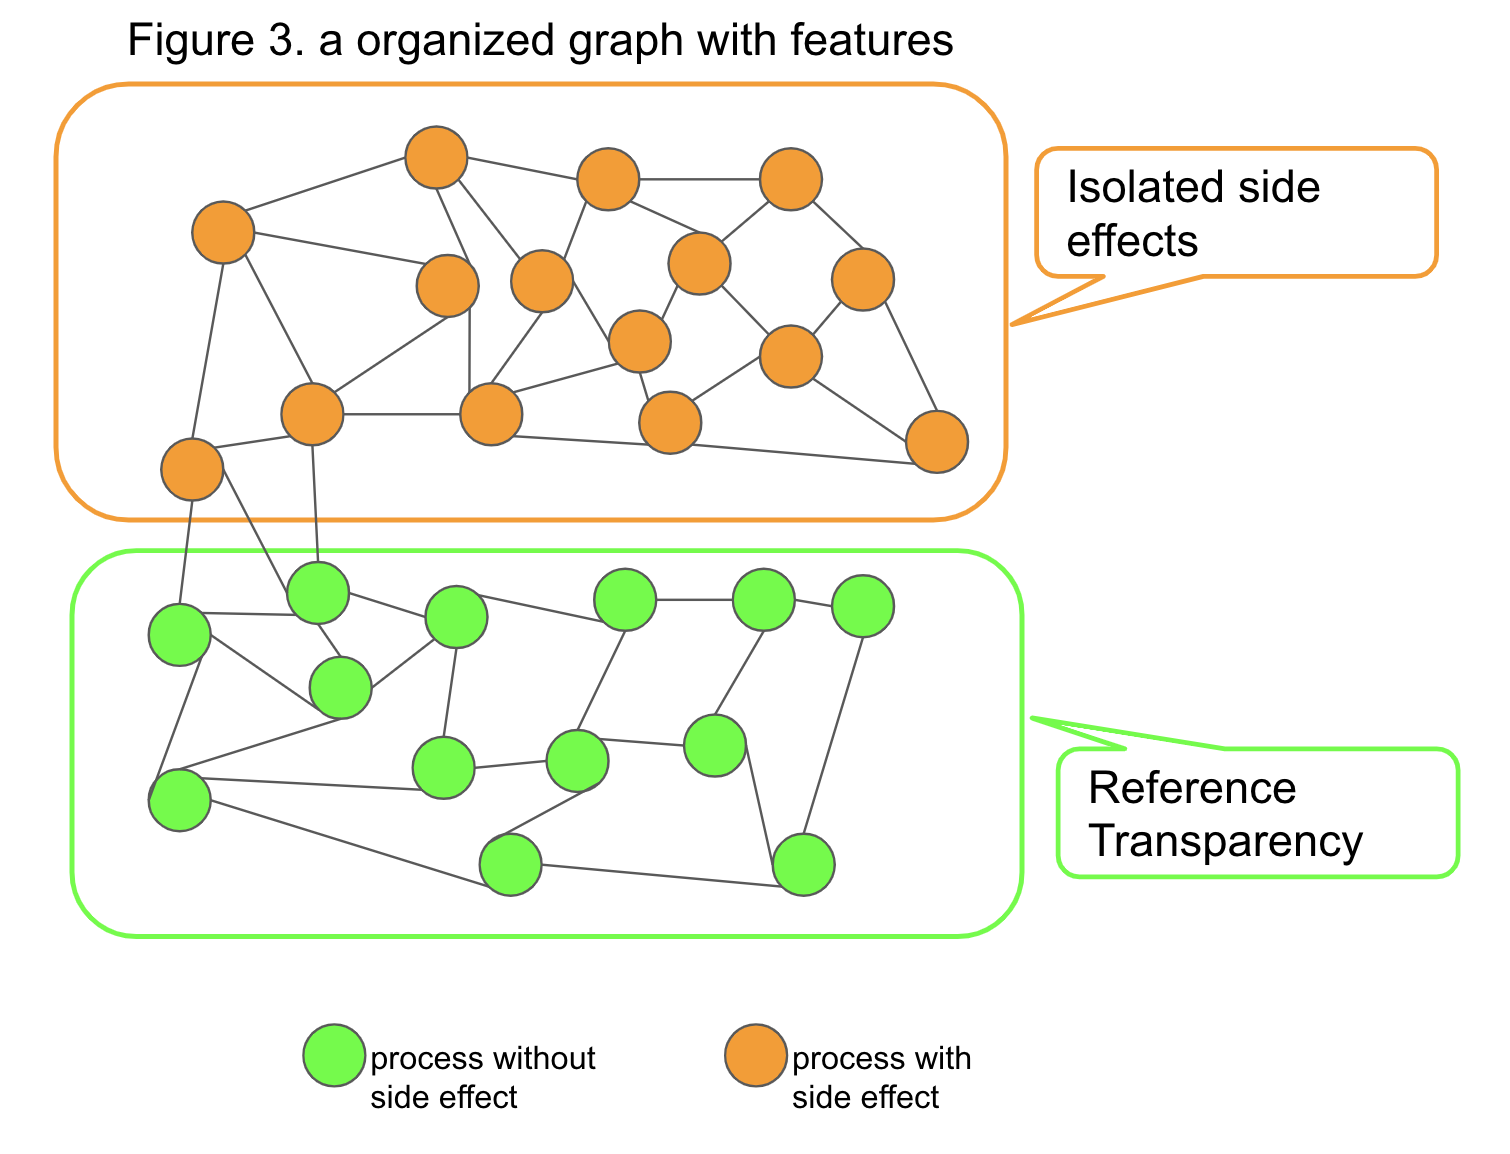 Figure 3. a organized graph with features
Isolated side
effects
Reference
Transparency
process without
side effect
process with
side effect